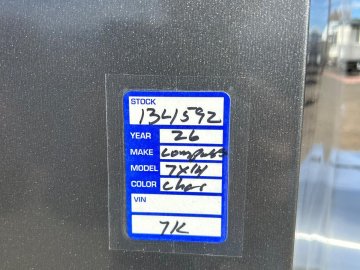 STOCK
134592
YEAR 26
MAKE Compass
MODEL 7X14
COLOR Char
VIN
7K